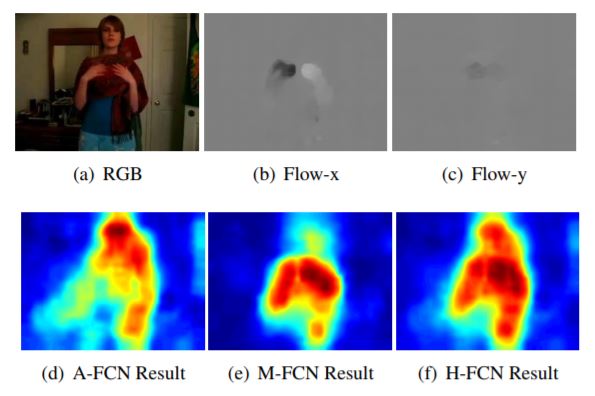 (a) RGB
(b) Flow-x
(c) Flow-y
(d) A-FCN Result
(e) M-FCN Result
(f) H-FCN Result